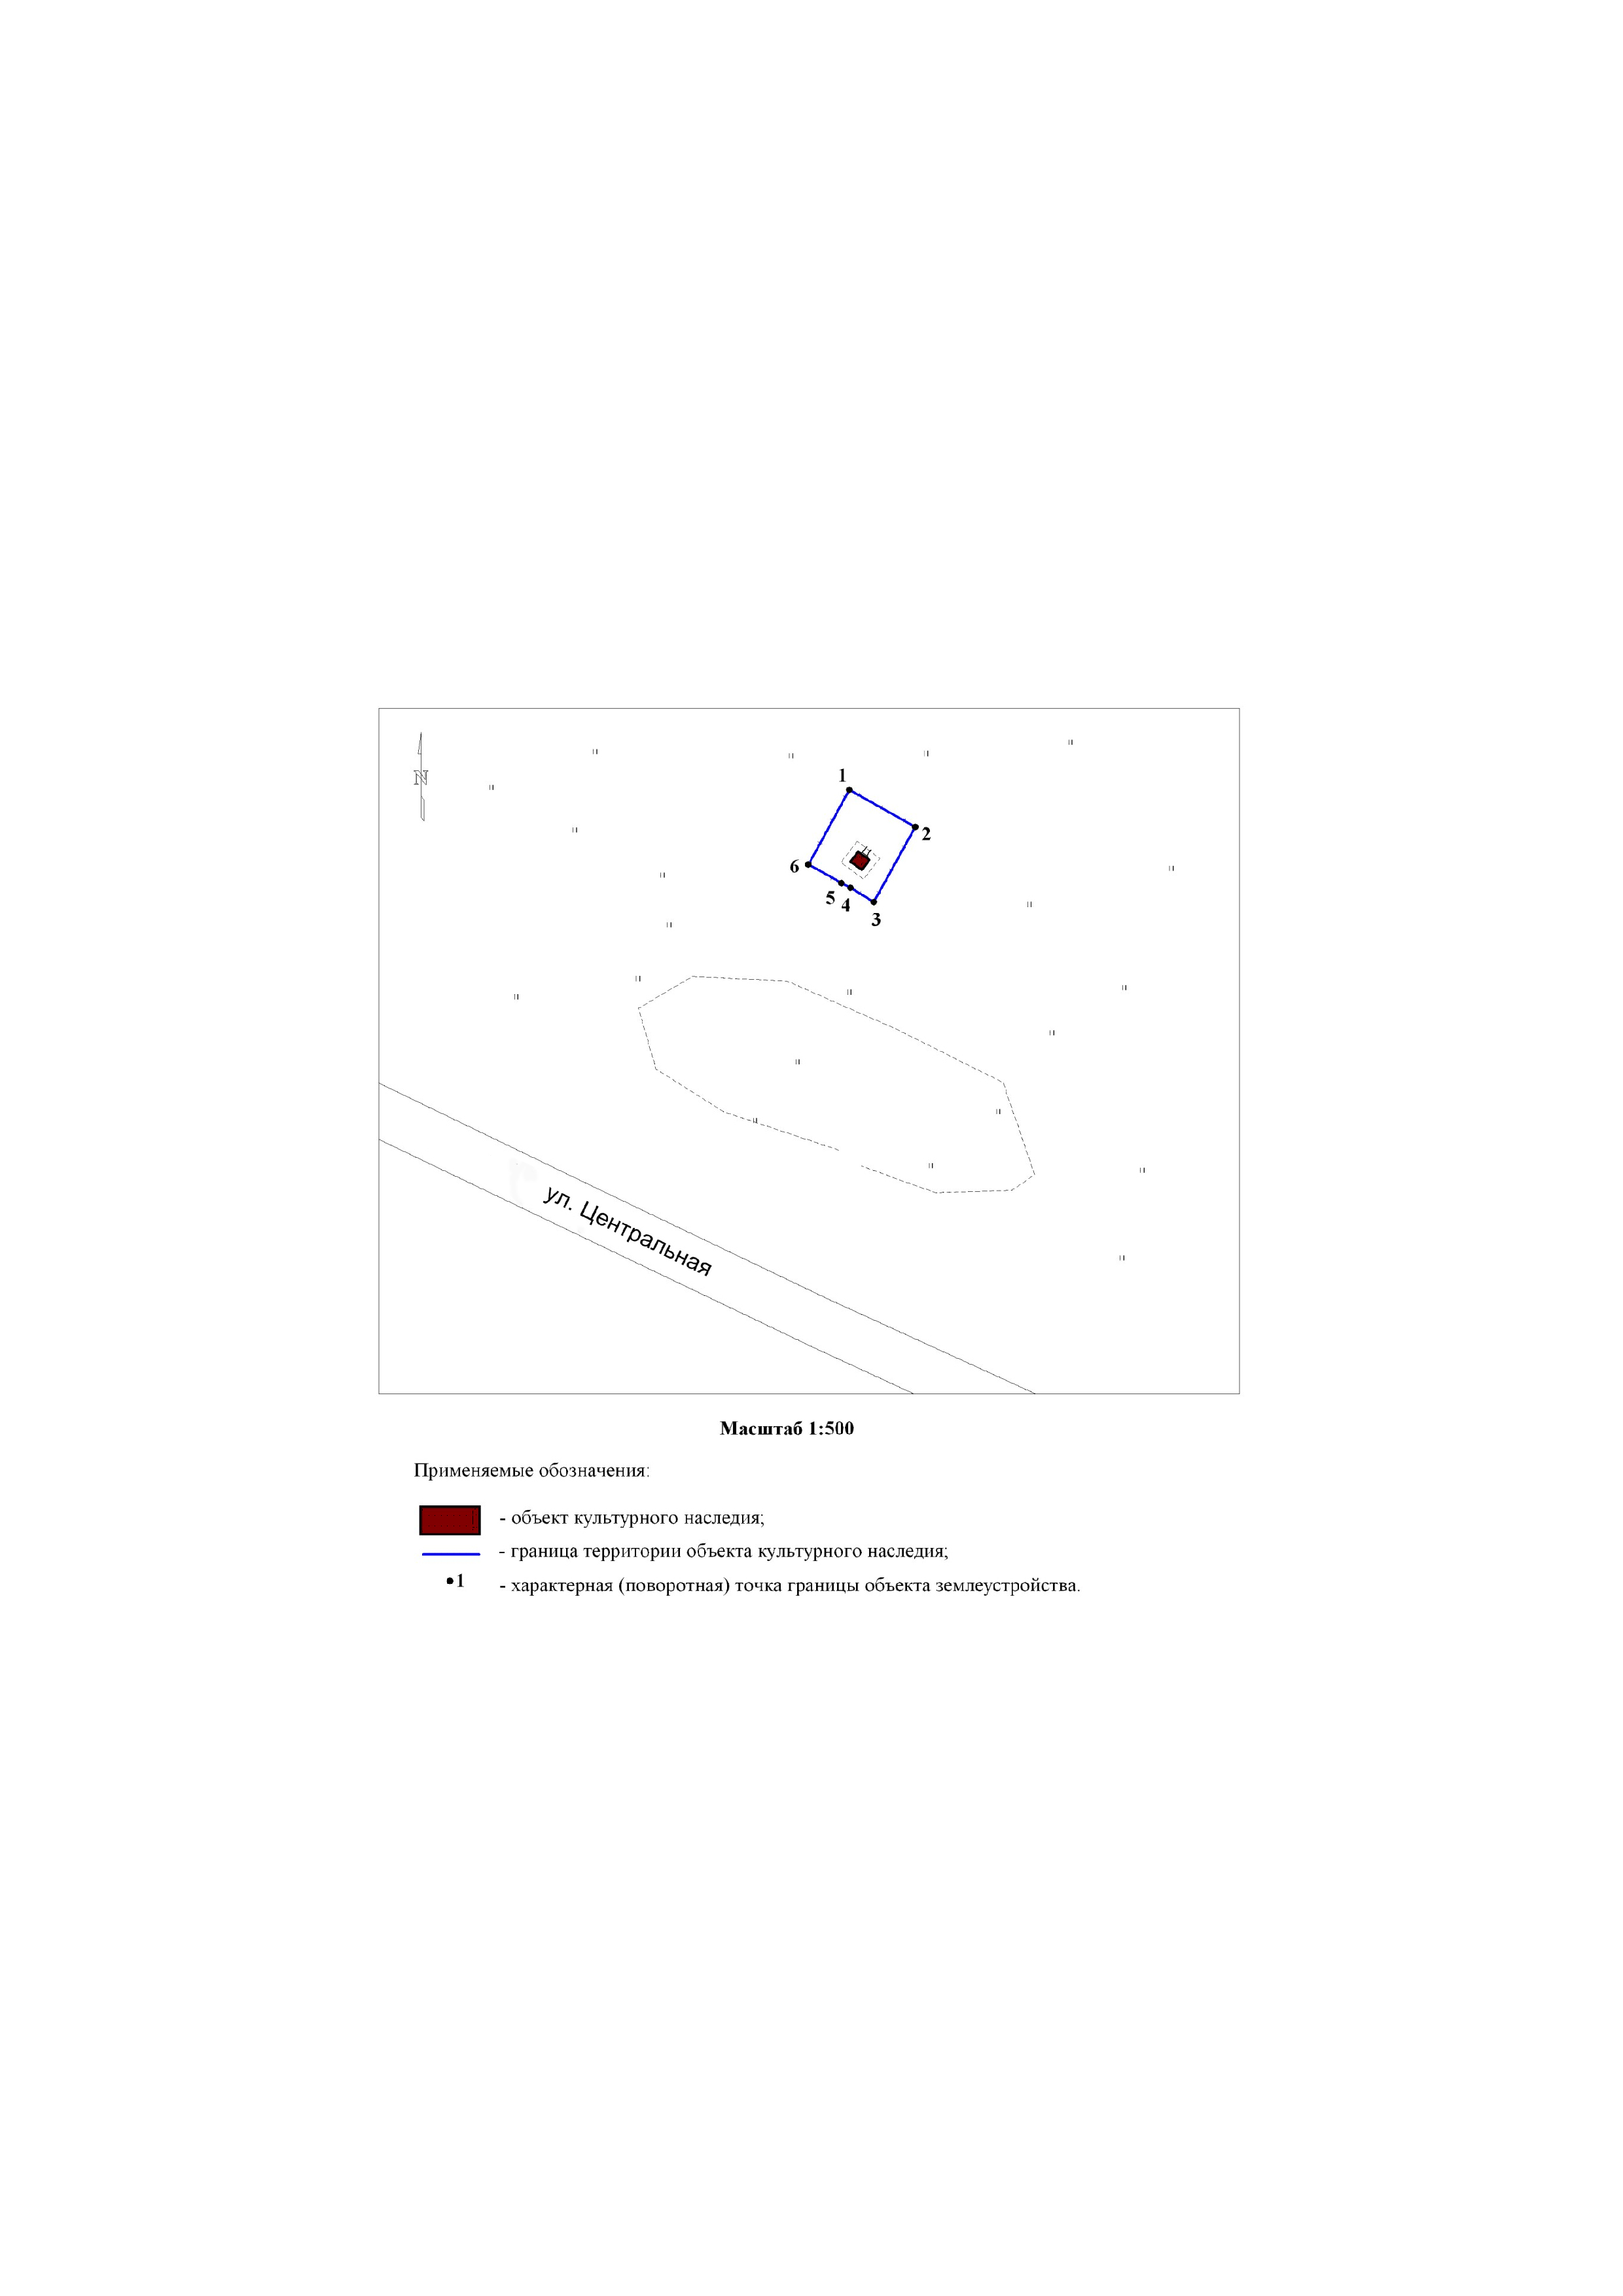 N
1
2
6
5
4
3
ул. Центральная
Масштаб 1:500
Применяемые обозначения:
- объект культурного наследия;
- граница территории объекта культурного наследия;
1 - характерная (поворотная) точка границы объекта землеустройства.